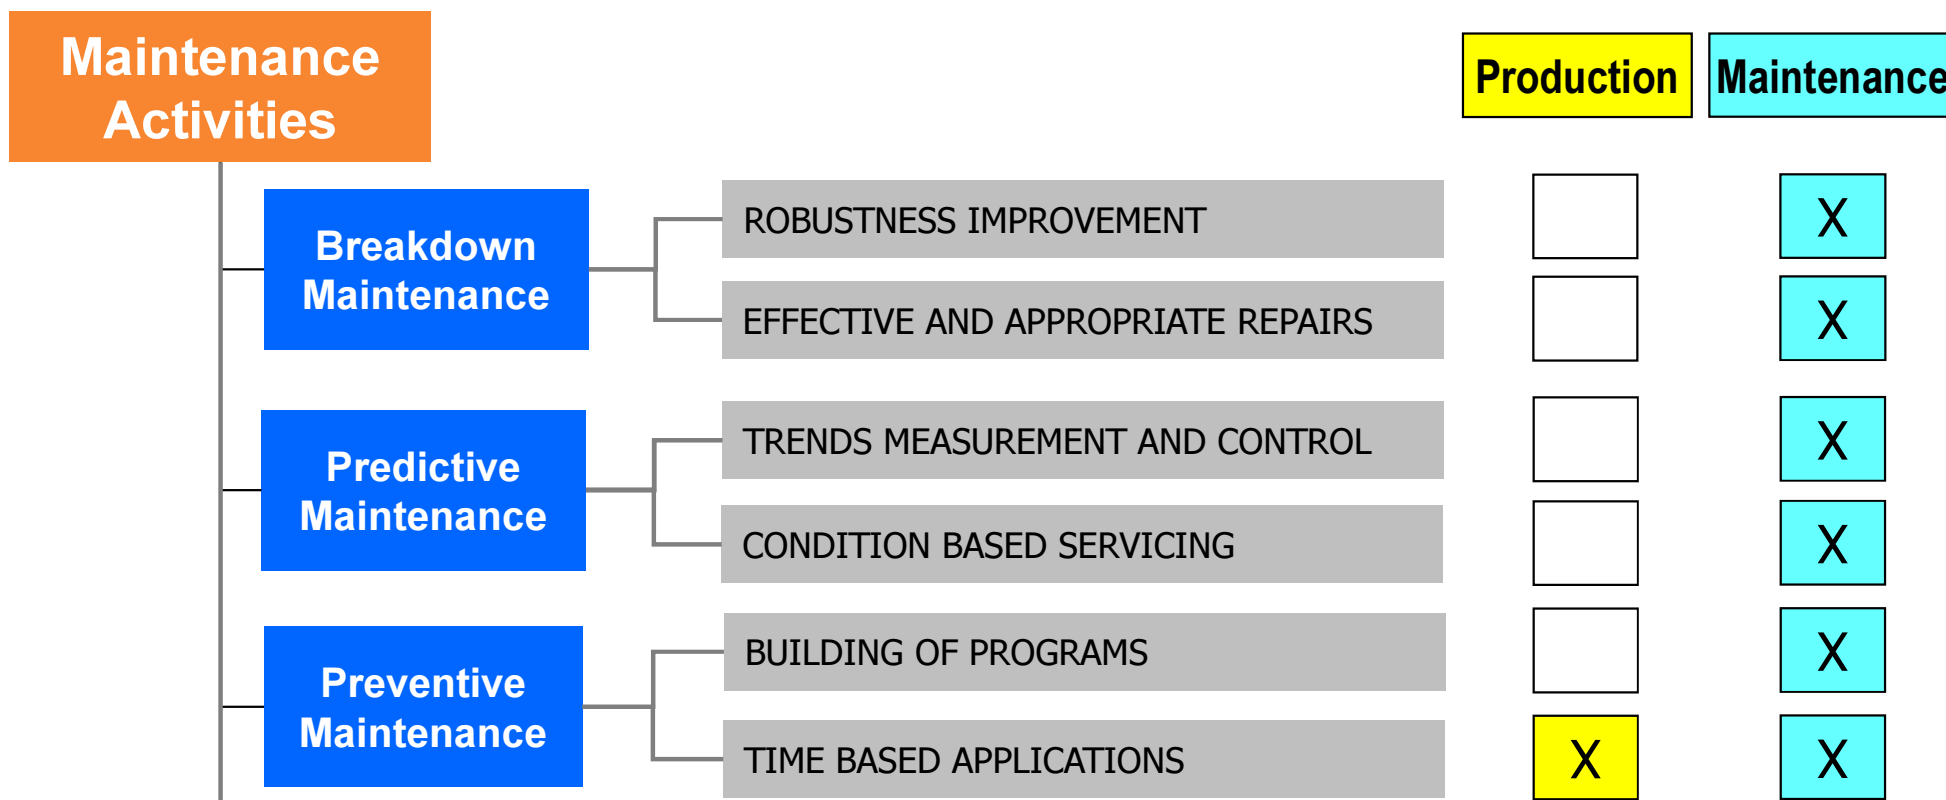 Maintenance
Activities
Production
Maintenance
Breakdown
Maintenance
ROBUSTNESS IMPROVEMENT
X
EFFECTIVE AND APPROPRIATE REPAIRS
X
Predictive
Maintenance
TRENDS MEASUREMENT AND CONTROL
X
CONDITION BASED SERVICING
X
Preventive
Maintenance
BUILDING OF PROGRAMS
X
TIME BASED APPLICATIONS
X
X